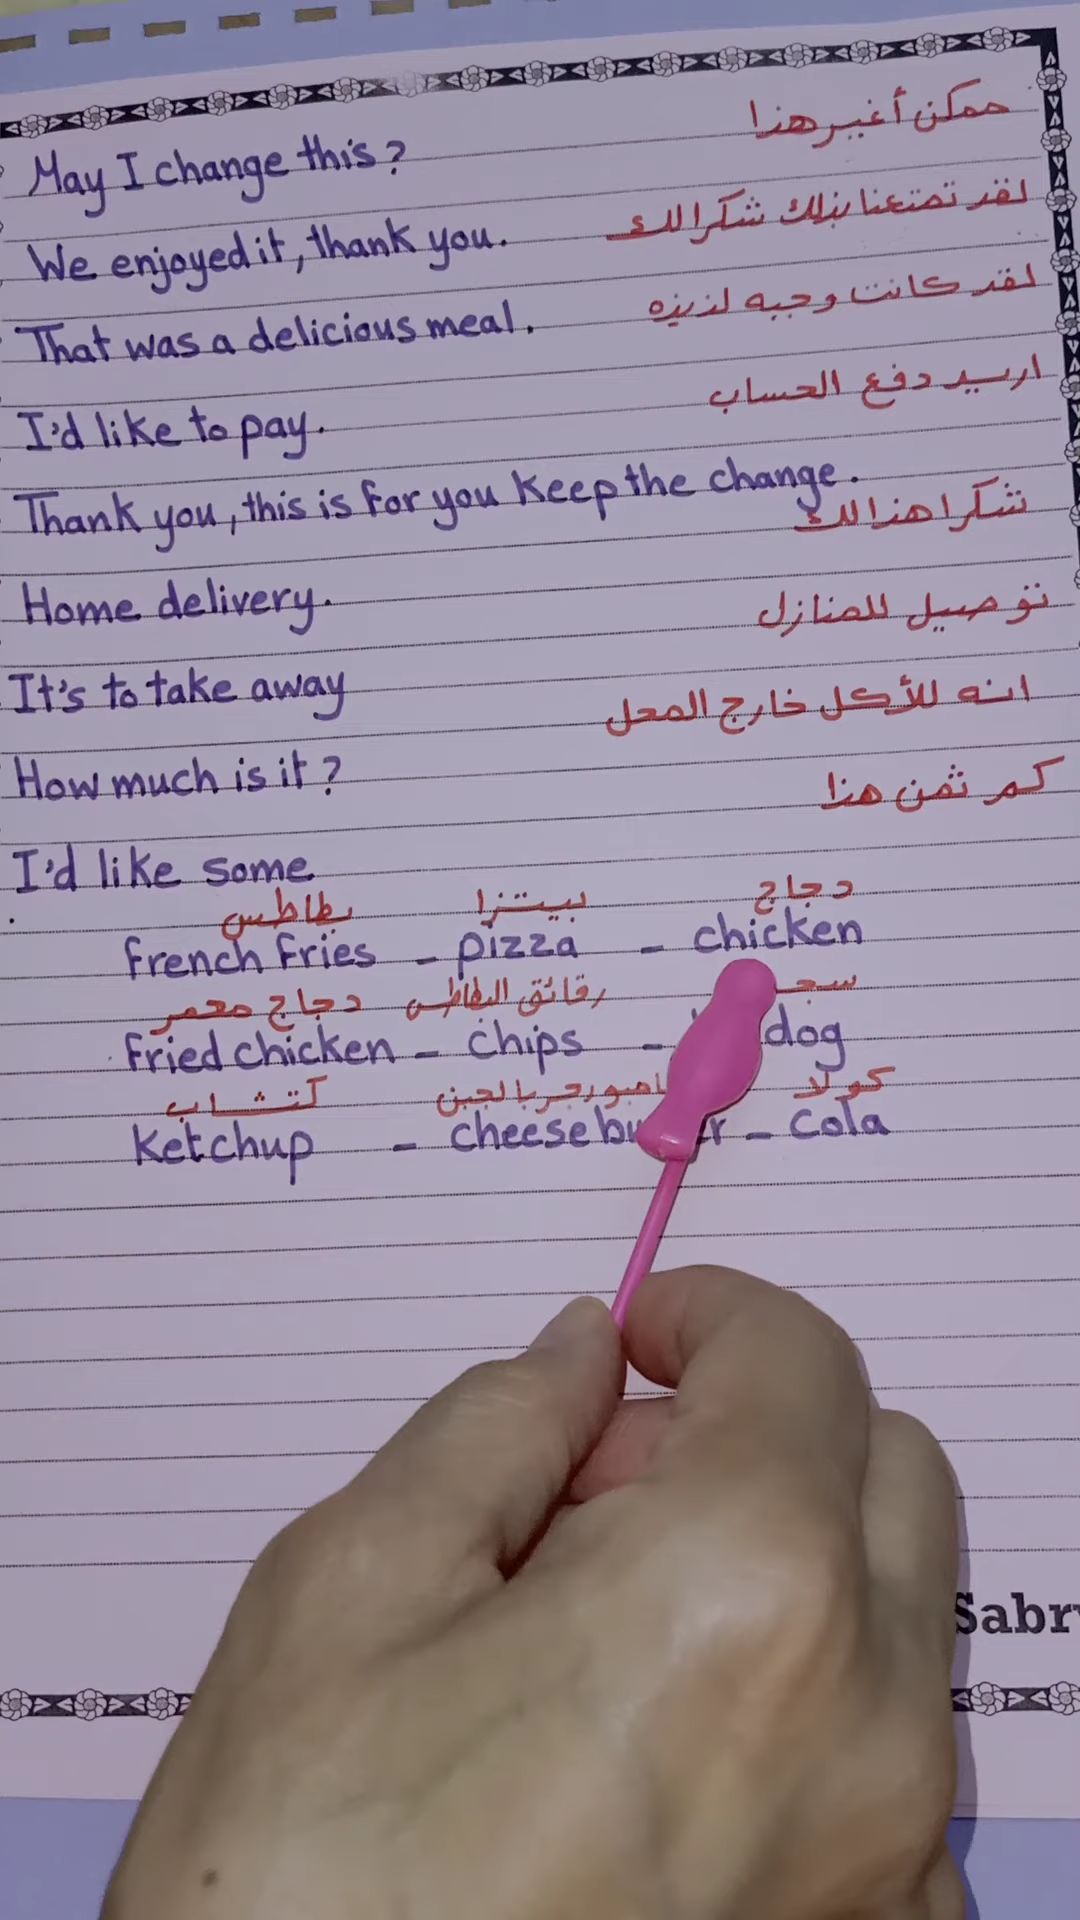 May I change this? ممكن أغير هذا
We enjoyed it, thank you. لقد تمتعنا بذلك شكرا لك
That was a delicious meal. لقد كانت وجبه لذيذه
I'd like to pay. اريد دفع الحساب
Thank you, this is for you keep the change. شكرا هذا لك
Home delivery. توصيل للمنازل
It's to take away انه للأكل خارج المحل
How much is it? كم ثمن هذا
I'd like some
بطاطس بيتزا دجاج
French Fries - pizza - chicken
دجاج معمر رقائق البطاطس
Fried chicken - chips - dog
كتشاب بالجبن كولا
Ketchup - cheese - cola